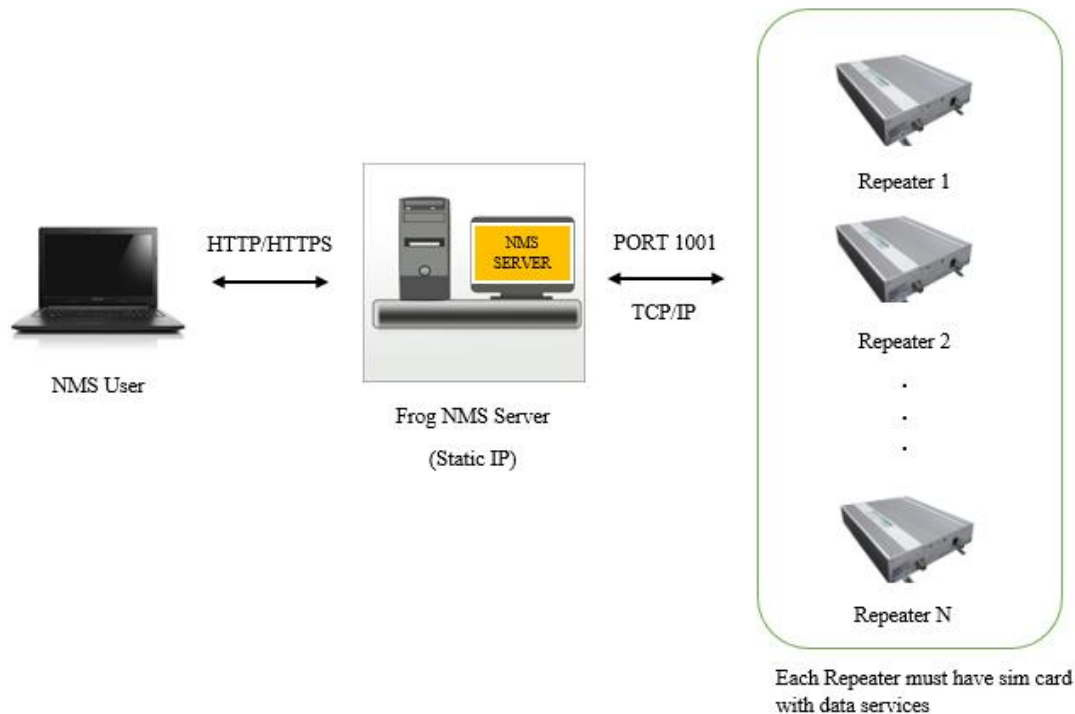 HTTP/HTTPS
NMS User
NMS
SERVER
Frog NMS Server
(Static IP)
PORT 1001
TCP/IP
Repeater 1
Repeater 2
.
.
.
Repeater N
Each Repeater must have sim card
with data services